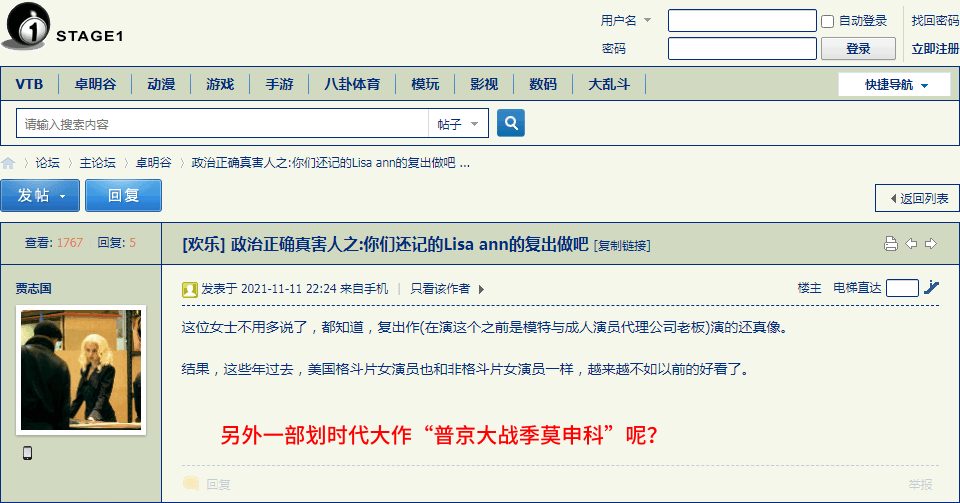 STAGE1
用户名
自动登录
找回密码
密码
登录
立即注册
VTB 卓明谷 动漫 游戏 手游 八卦体育 模玩 影视 数码 大乱斗 快捷导航
请输入搜索内容 帖子
论坛 主论坛 卓明谷 政治正确真害人之:你们还记的Lisa ann的复出做吧 ...
发帖 回复
返回列表
查看: 1767 回复: 5
[欢乐] 政治正确真害人之:你们还记的Lisa ann的复出做吧 [复制链接]
贾志国
发表于 2021-11-11 22:24 来自手机 | 只看该作者
楼主 电梯直达
这位女士不用多说了，都知道，复出作(在演这个之前是模特与成人演员代理公司老板)演的还真像。
结果，这些年过去，美国格斗片女演员也和非格斗片女演员一样，越来越不如以前的好看了。
另外一部划时代大作“普京大战季莫申科”呢?
回复 举报